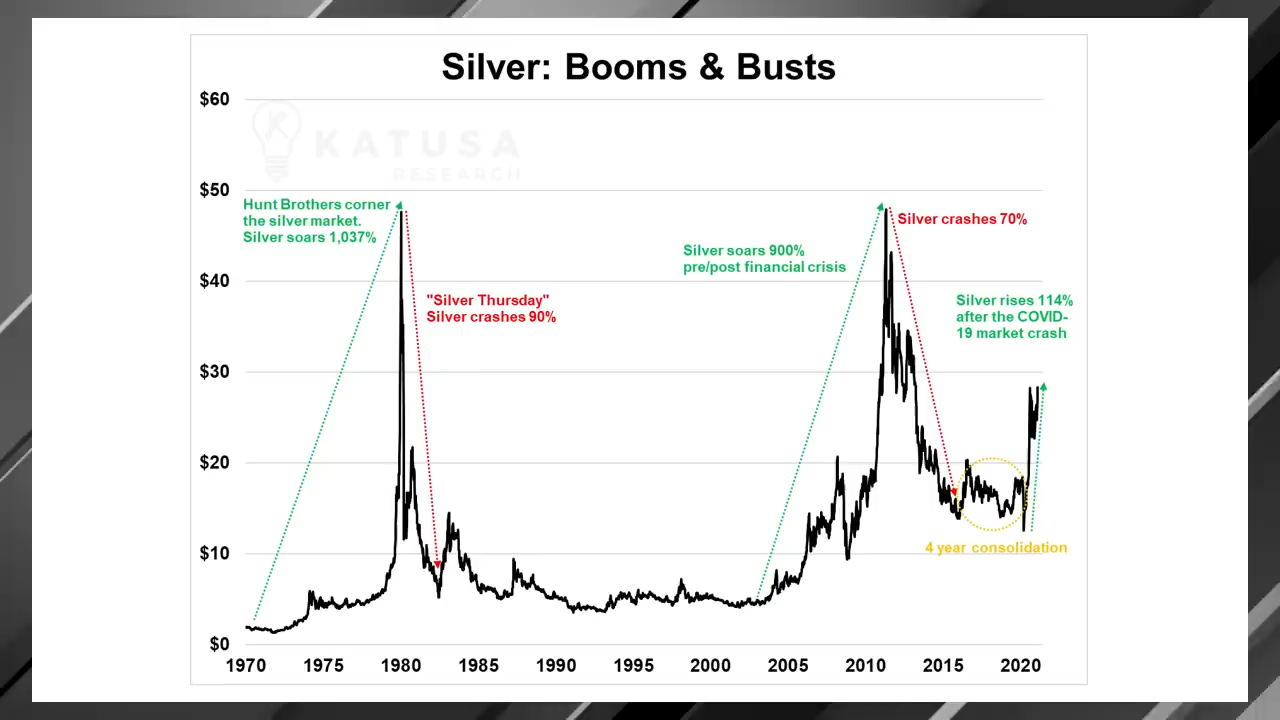 Silver: Booms & Busts
$60
KATUSA
RESEARCH
$50
Hunt Brothers corner
the silver market.
Silver soars 1,037%
Silver crashes 70%
Silver soars 900%
pre/post financial crisis
$40
"Silver Thursday"
Silver crashes 90%
Silver rises 114%
after the COVID-
19 market crash
$30
$20
4 year consolidation
$10
$0
1970 1975 1980 1985 1990 1995 2000 2005 2010 2015 2020